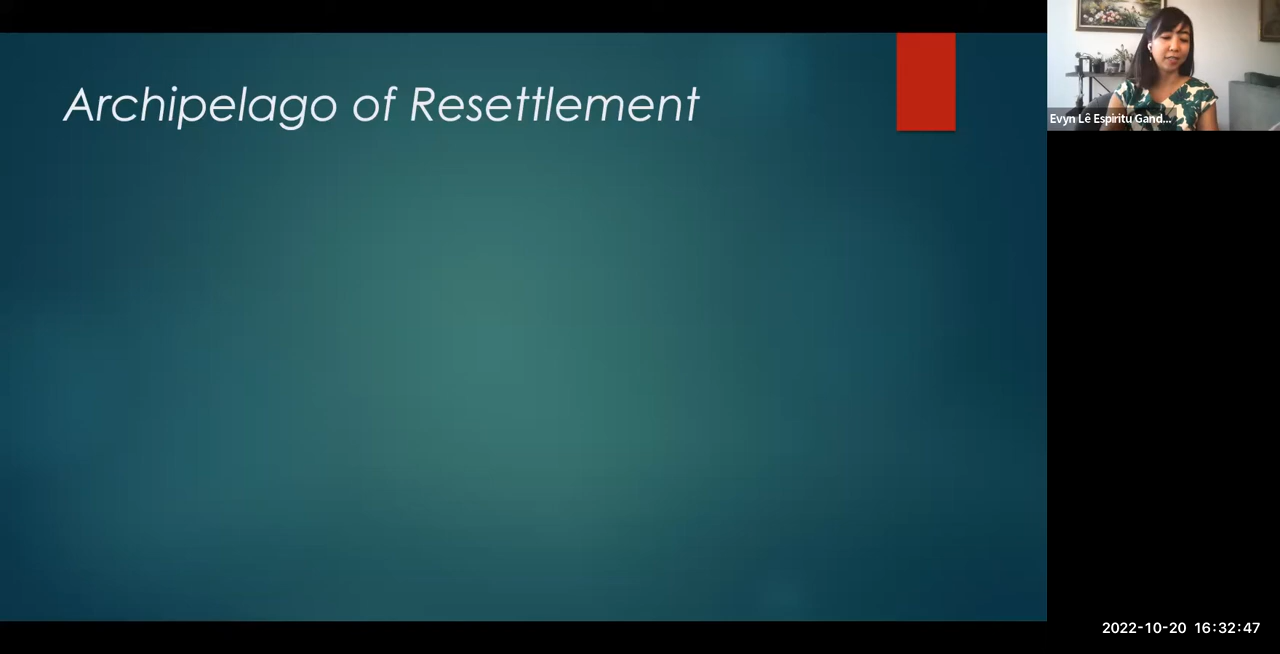 Archipelago of Resettlement
Evyn Lê Espiritu Gand...
2022-10-20 16:32:47